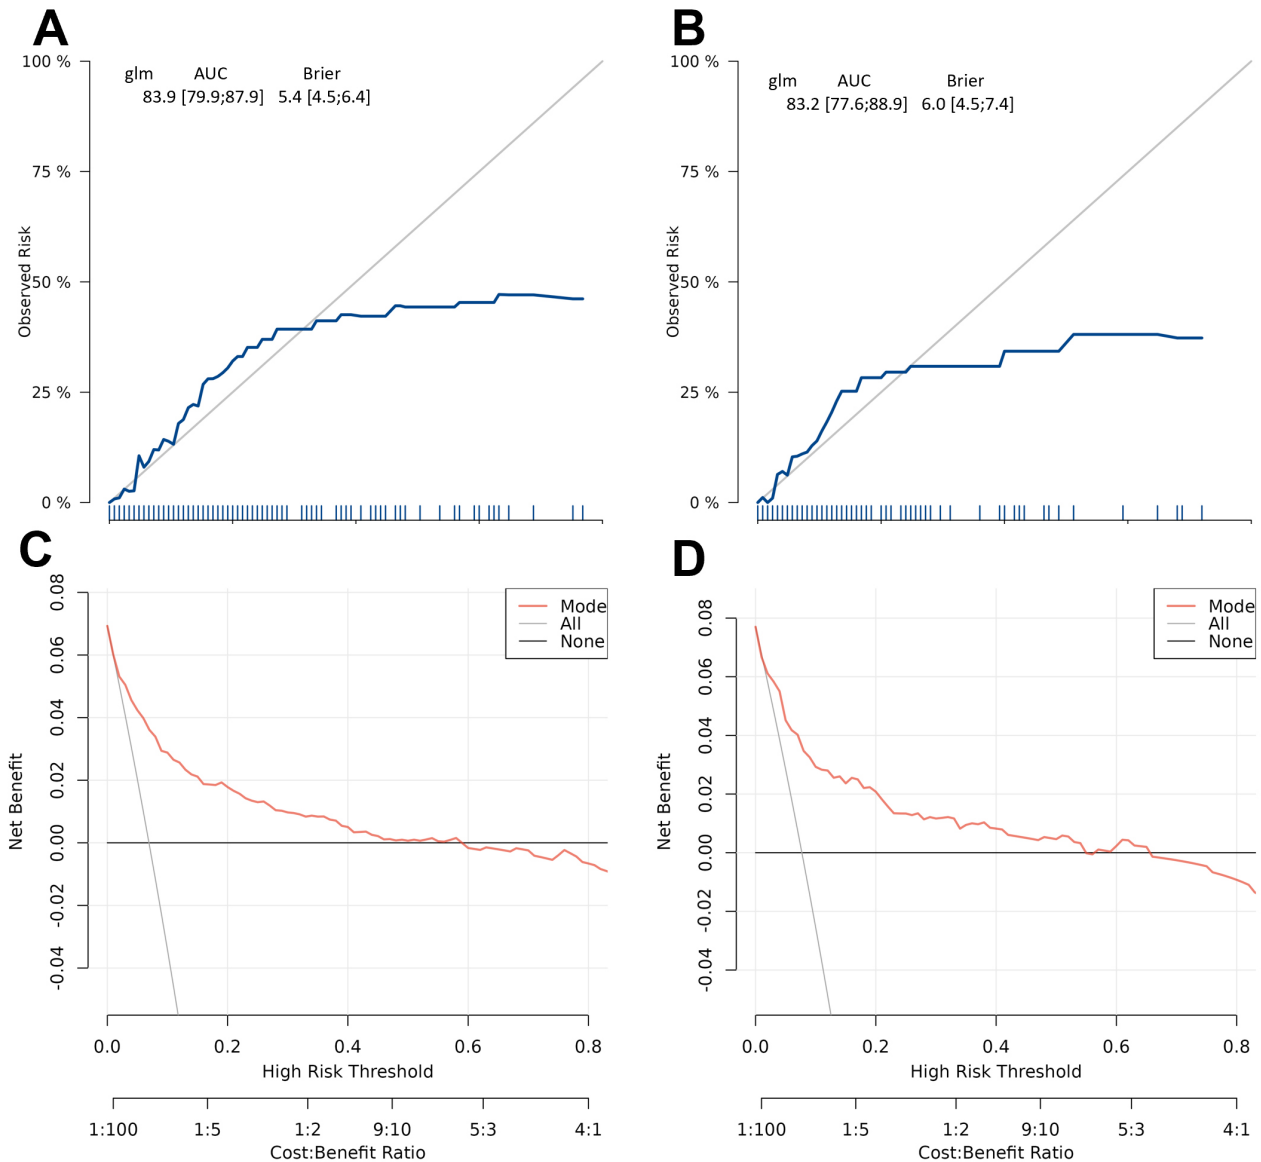 A
100 %
75 %
50 %
25 %
0 %
Observed Risk
glm AUC Brier
83.9 [79.9;87.9] 5.4 [4.5;6.4]
B
100 %
75 %
50 %
25 %
0 %
Observed Risk
glm AUC Brier
83.2 [77.6;88.9] 6.0 [4.5;7.4]
C
0.08
0.06
0.04
0.02
0.00
-0.02
-0.04
Net Benefit
Mode
All
None
0.0 0.2 0.4 0.6 0.8
High Risk Threshold
1:100 1:5 1:2 9:10 5:3 4:1
Cost:Benefit Ratio
D
0.08
0.06
0.04
0.02
0.00
-0.02
-0.04
Net Benefit
Mode
All
None
0.0 0.2 0.4 0.6 0.8
High Risk Threshold
1:100 1:5 1:2 9:10 5:3 4:1
Cost:Benefit Ratio